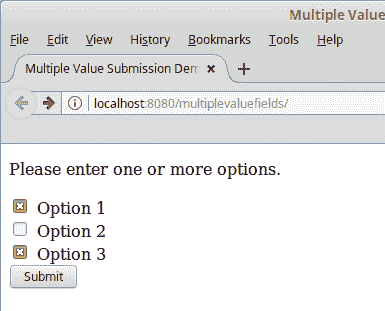 Multiple Value
File Edit View History Bookmarks Tools Help
Multiple Value Submission Dem
localhost:8080/multiplevaluefields/
Please enter one or more options.
Option 1
Option 2
Option 3
Submit